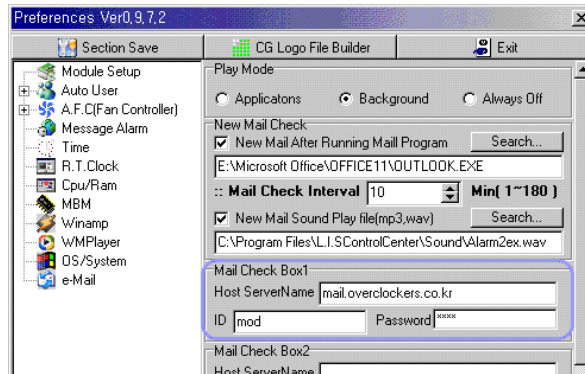 Preferences Ver0,9,7,2
Section Save
CG Logo File Builder
Exit
Module Setup
Auto User
A.F.C(Fan Controller)
Message Alarm
Time
R.T.Clock
Cpu/Ram
MBM
Winamp
WMPlayer
OS/System
e-Mail
Play Mode
Applicatons
Background
Always Off
New Mail Check
New Mail After Running Maill Program
Search...
E:\Microsoft Office\OFFICE11\OUTLOOK.EXE
:: Mail Check Interval 10 Min( 1~180 )
New Mail Sound Play file(mp3,wav)
Search...
C:\Program Files\L.I.SControlCenter\Sound\Alarm2ex.wav
Mail Check Box1
Host ServerName mail.overclockers.co.kr
ID mod Password ××××
Mail Check Box2
Host ServerName